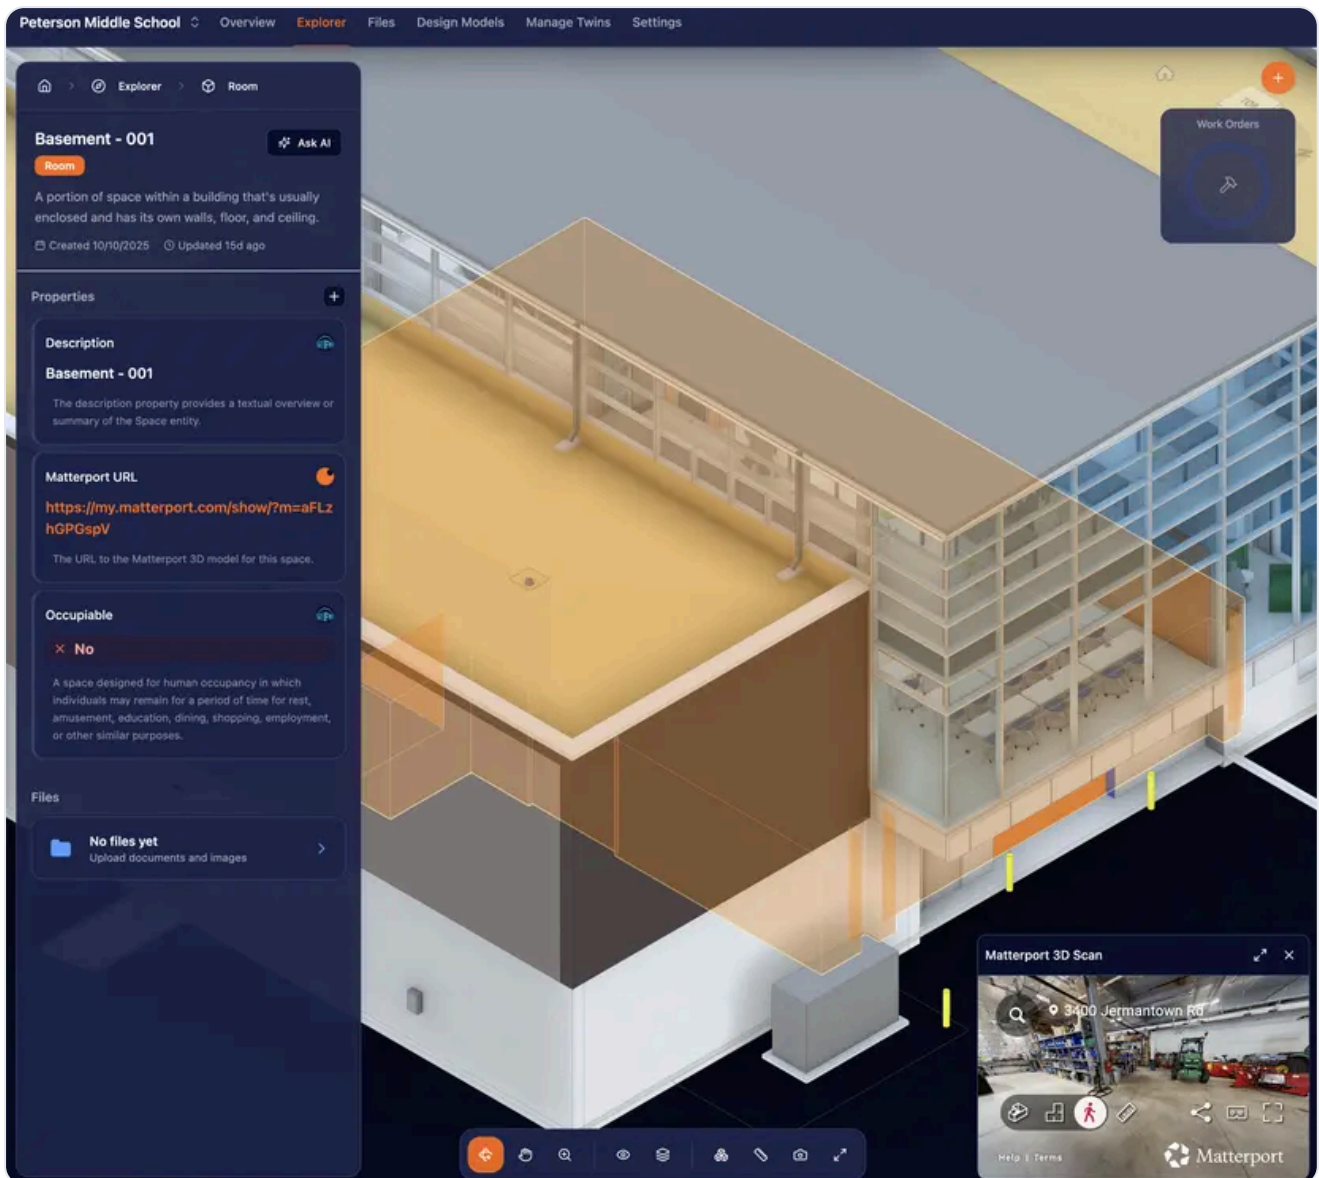 Peterson Middle School Overview Explorer Files Design Models Manage Twins Settings
Explorer Room
Basement - 001
Ask AI
Room
A portion of space within a building that's usually
enclosed and has its own walls, floor, and ceiling.
Created 10/10/2025 Updated 15d ago
Properties
Description
Basement - 001
The description property provides a textual overview or
summary of the Space entity.
Matterport URL
https://my.matterport.com/show/?m=aFLz
hGPGspV
The URL to the Matterport 3D model for this space.
Occupiable
No
A space designed for human occupancy in which
individuals may remain for a period of time for rest,
amusement, education, dining, shopping, employment,
or other similar purposes.
Files
No files yet
Upload documents and images
TOP
Work Orders
Matterport 3D Scan
3400 Jermantown Rd
Help | Terms
Matterport